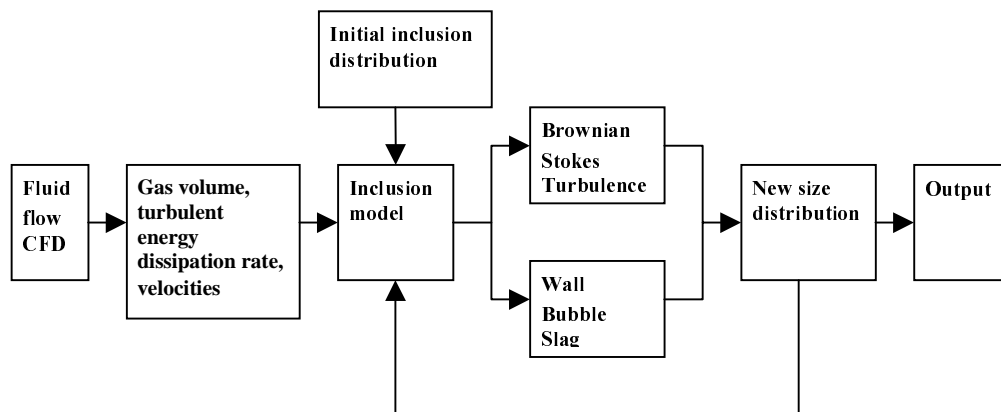 Initial inclusion
distribution
Fluid
flow
CFD
Gas volume,
turbulent
energy
dissipation rate,
velocities
Inclusion
model
Brownian
Stokes
Turbulence
Wall
Bubble
Slag
New size
distribution
Output